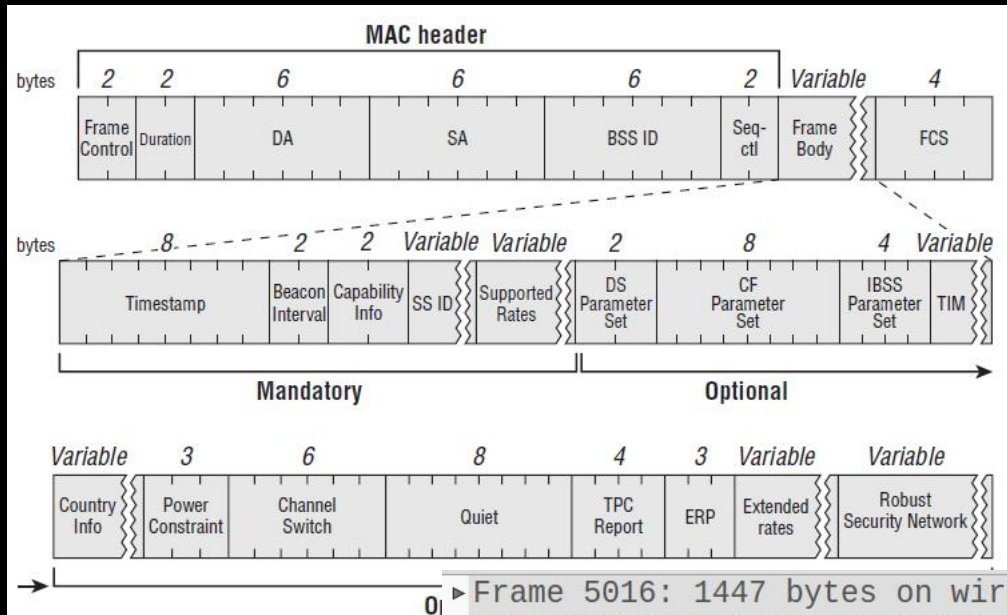 MAC header
bytes 2 2 6 6 6 2 Variable 4
Frame Control Duration DA SA BSS ID Seq-ctl Frame Body FCS
bytes 8 2 2 Variable Variable 2 8 4 Variable
Timestamp Beacon Interval Capability Info SS ID Supported Rates DS Parameter Set CF Parameter Set IBSS Parameter Set TIM
Mandatory Optional
Variable 3 6 8 4 3 Variable Variable
Country Info Power Constraint Channel Switch Quiet TPC Report ERP Extended rates Robust Security Network
Frame 5016: 1447 bytes on wir